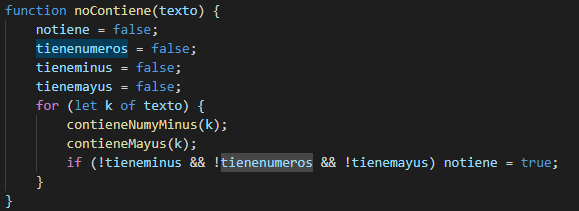 function noContiene(texto) {
    notiene = false;
    tienenumeros = false;
    tieneminus = false;
    tienemayus = false;
    for (let k of texto) {
        contieneNumyMinus(k);
        contieneMayus(k);
        if (!tieneminus && !tienenumeros && !tienemayus) notiene = true;
    }
}